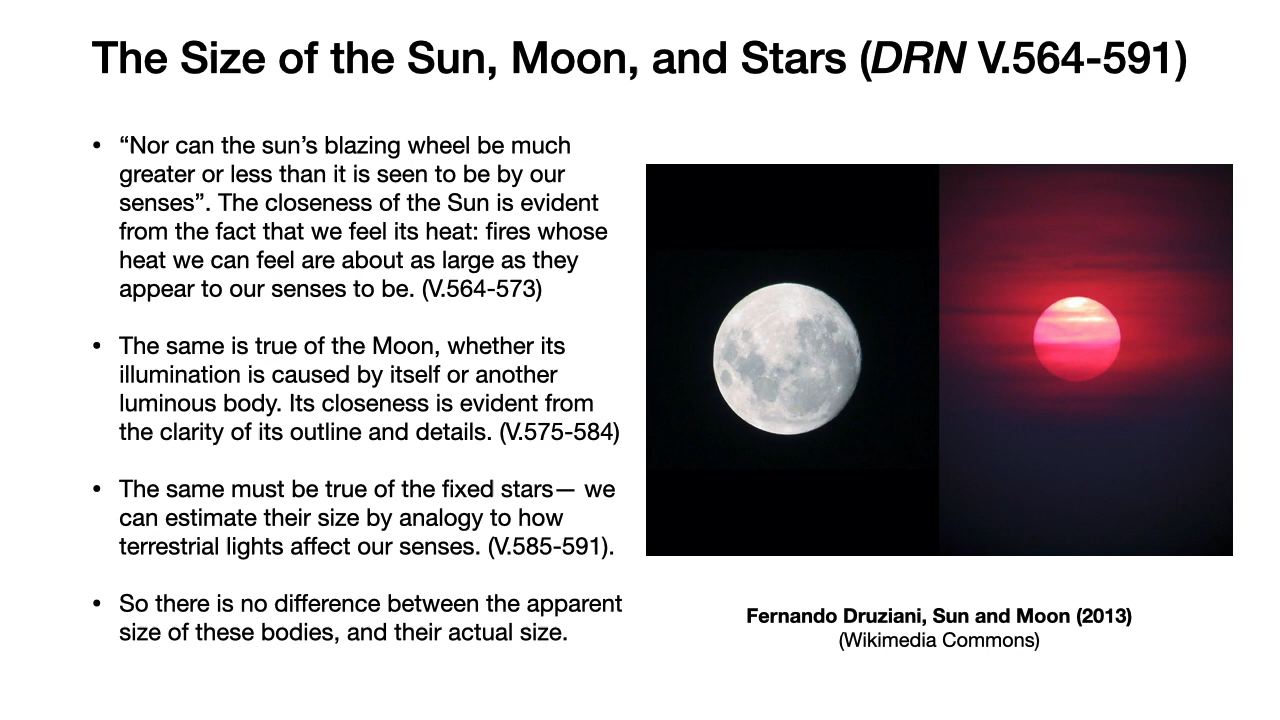 The Size of the Sun, Moon, and Stars (DRN V.564-591)
• “Nor can the sun’s blazing wheel be much
greater or less than it is seen to be by our
senses”. The closeness of the Sun is evident
from the fact that we feel its heat: fires whose
heat we can feel are about as large as they
appear to our senses to be. (V.564-573)
• The same is true of the Moon, whether its
illumination is caused by itself or another
luminous body. Its closeness is evident from
the clarity of its outline and details. (V.575-584)
• The same must be true of the fixed stars— we
can estimate their size by analogy to how
terrestrial lights affect our senses. (V.585-591).
• So there is no difference between the apparent
size of these bodies, and their actual size.
Fernando Druziani, Sun and Moon (2013)
(Wikimedia Commons)